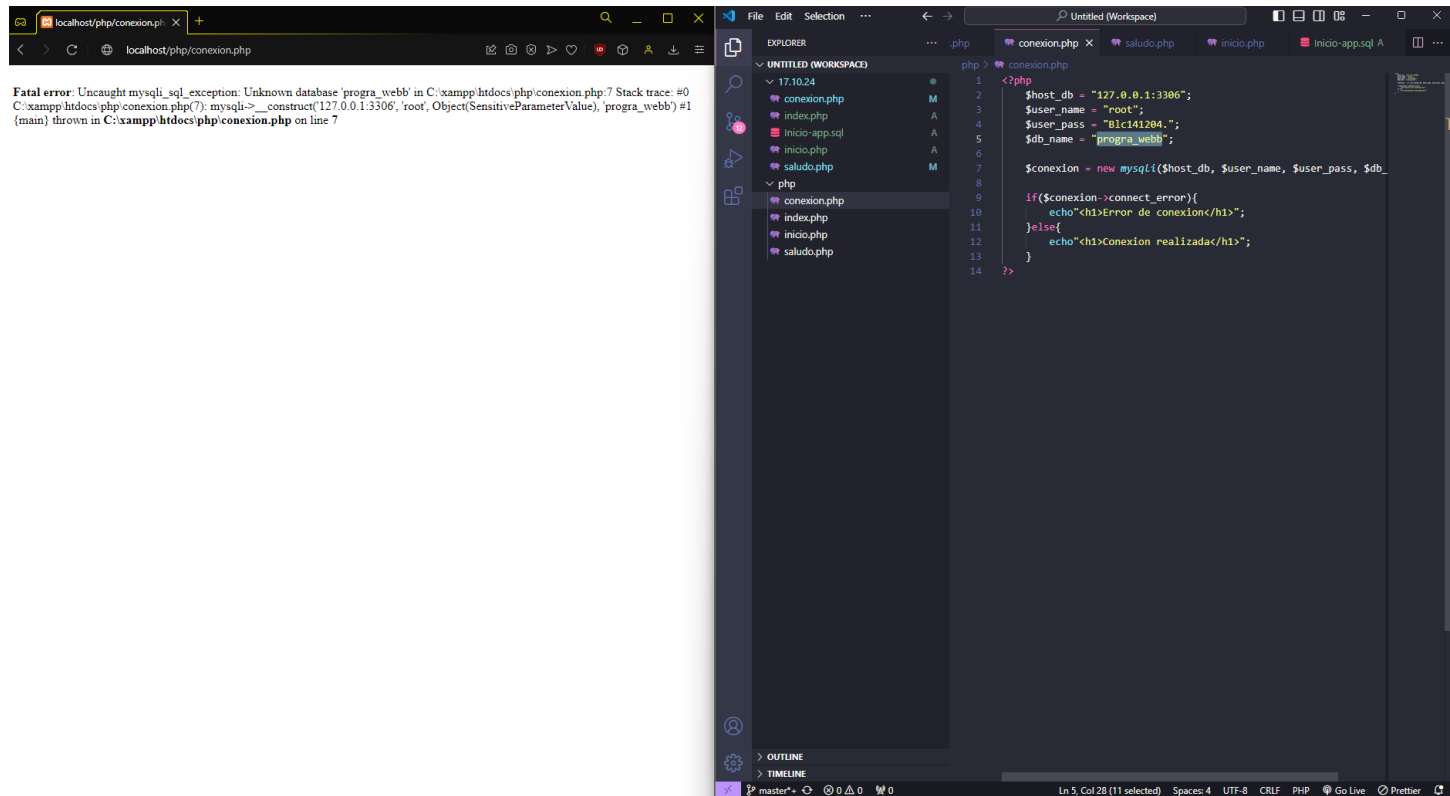 localhost/php/conexion.ph
localhost/php/conexion.php
Fatal error: Uncaught mysqli_sql_exception: Unknown database 'progra_webb' in C:\xampp\htdocs\php\conexion.php:7 Stack trace: #0
C:\xampp\htdocs\php\conexion.php(7): mysqli->__construct('127.0.0.1:3306', 'root', Object(SensitiveParameterValue), 'progra_webb') #1
{main} thrown in C:\xampp\htdocs\php\conexion.php on line 7
File Edit Selection ··· Untitled (Workspace)
EXPLORER ···
.php conexion.php saludo.php inicio.php Inicio-app.sql A ···
UNTITLED (WORKSPACE)
17.10.24
conexion.php M
index.php A
Inicio-app.sql A
inicio.php A
saludo.php M
php
conexion.php
index.php
inicio.php
saludo.php
12
php > conexion.php
1 <?php
2 $host_db = "127.0.0.1:3306";
3 $user_name = "root";
4 $user_pass = "Blc141204.";
5 $db_name = "progra_webb";
6
7 $conexion = new mysqli($host_db, $user_name, $user_pass, $db_
8
9 if($conexion->connect_error){
10 echo"<h1>Error de conexion</h1>";
11 }else{
12 echo"<h1>Conexion realizada</h1>";
13 }
14 ?>
OUTLINE
TIMELINE
master*+ 0 0 0 Ln 5, Col 28 (11 selected) Spaces: 4 UTF-8 CRLF PHP Go Live Prettier